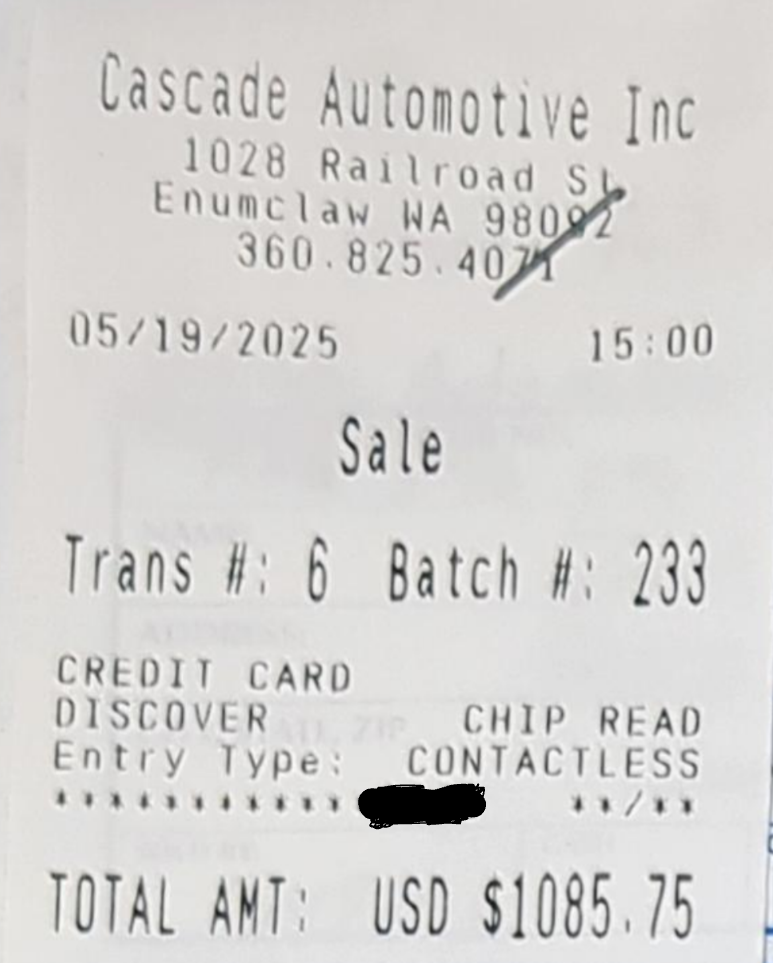 Cascade Automotive Inc
1028 Railroad St
Enumclaw WA 98092
360.825.4071
05/19/2025 15:00
Sale
Trans #: 6 Batch #: 233
CREDIT CARD
DISCOVER CHIP READ
Entry Type: CONTACTLESS
*********** **/**
TOTAL AMT: USD $1085.75